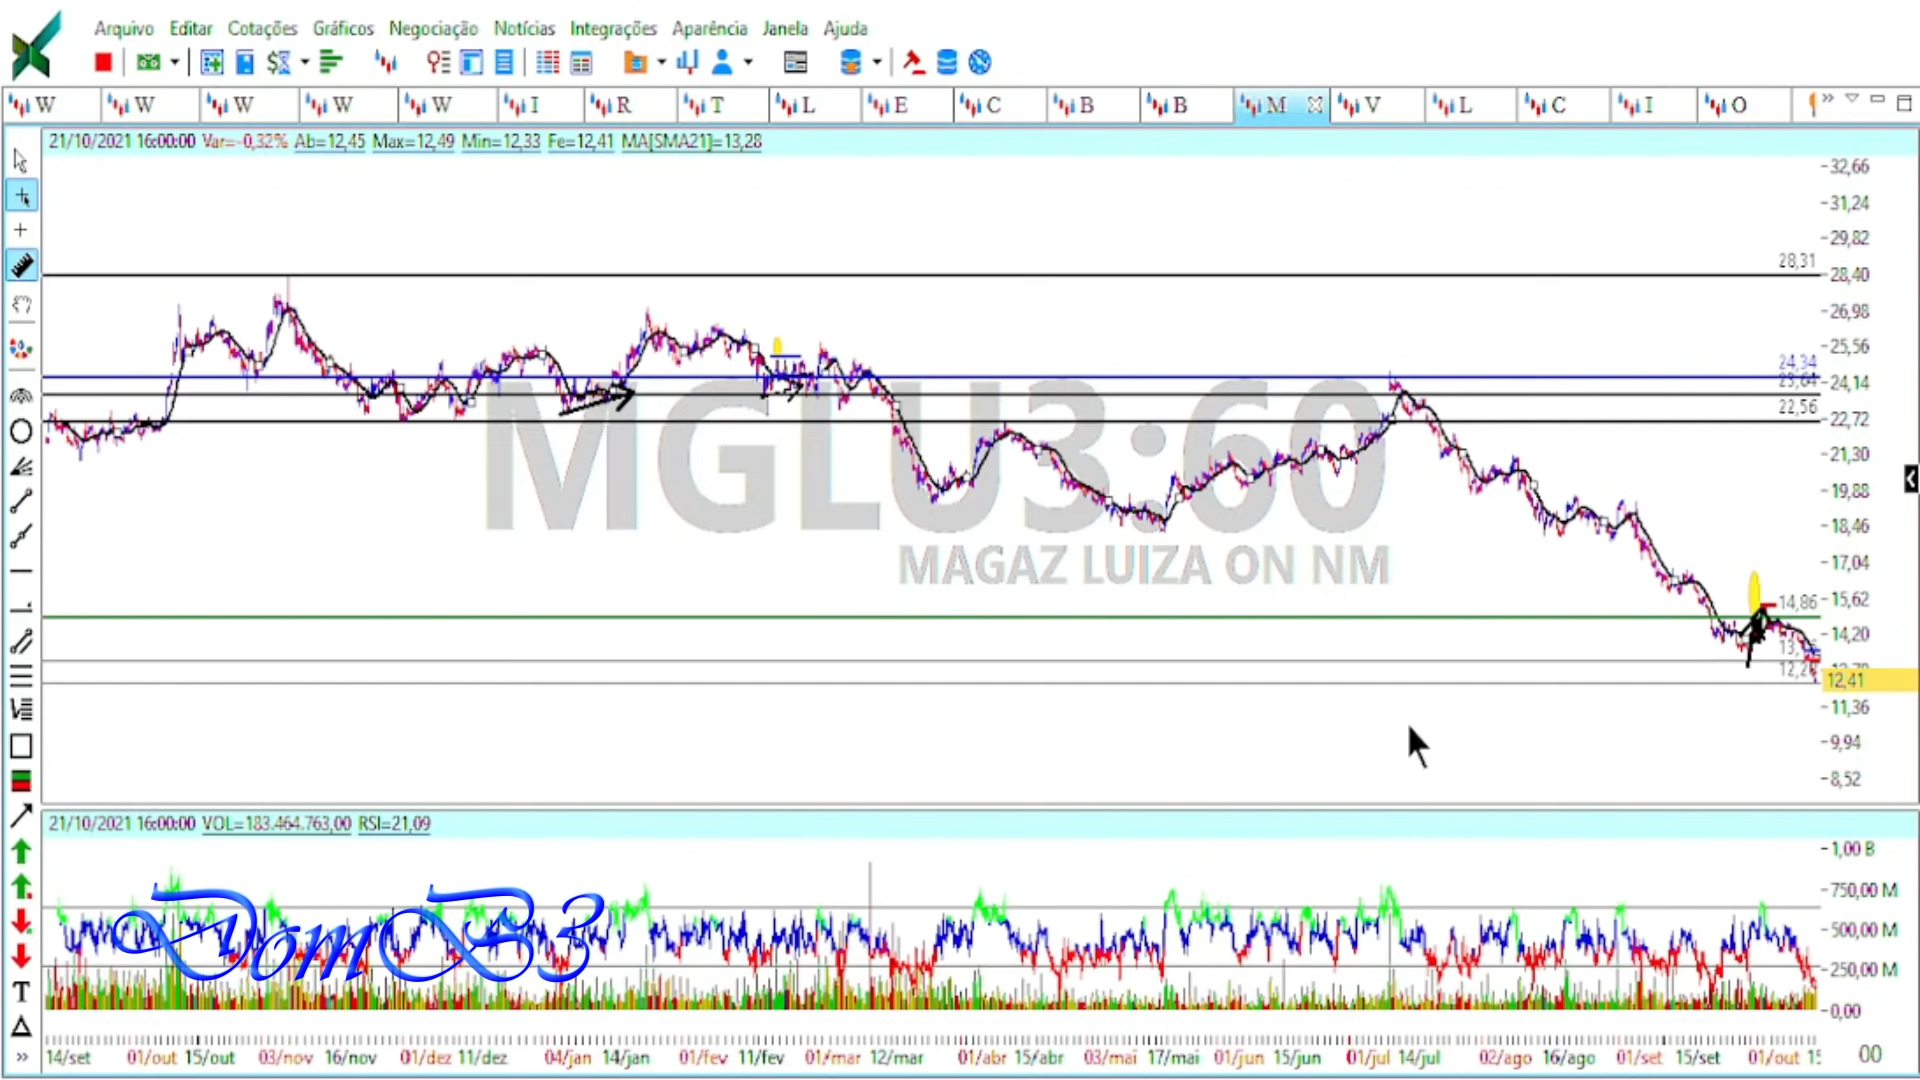 Arquivo Editar Cotações Gráficos Negociação Notícias Integrações Aparência Janela Ajuda
W W W W W I R T L E C B B M V L C I O
21/10/2021 16:00:00 Var=-0,32% Ab=12,45 Max=12,49 Min=12,33 Fe=12,41 MA[SMA21]=13,28
32,66
31,24
29,82
28,31
28,40
26,98
25,56
24,34
24,14
23,64
22,56
22,72
21,30
19,88
18,46
17,04
15,62
14,86
14,20
12,41
11,36
9,94
8,52
MGLU3:60
MAGAZ LUIZA ON NM
21/10/2021 16:00:00 VOL=183.464.763,00 RSI=21,09
1,00 B
750,00 M
500,00 M
250,00 M
0,00
DomB3
T
14/set 01/out 15/out 03/nov 16/nov 01/dez 11/dez 04/jan 14/jan 01/fev 11/fev 01/mar 12/mar 01/abr 15/abr 03/mai 17/mai 01/jun 15/jun 01/jul 14/jul 02/ago 16/ago 01/set 15/set 01/out 00